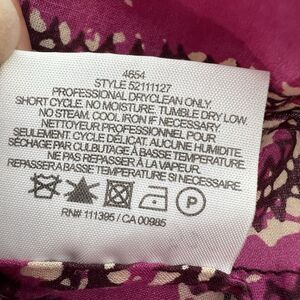 4654
STYLE 52111127
PROFESSIONAL DRYCLEAN ONLY.
SHORT CYCLE. NO MOISTURE. TUMBLE DRY LOW.
NO STEAM. COOL IRON IF NECESSARY.
NETTOYEUR PROFESSIONNEL POUR
SEULEMENT. CYCLE DÉLICAT. AUCUNE HUMIDITÉ
SÉCHAGE PAR CULBUTAGE À BASSE TEMPÉRATURE.
REPASSER À BASSE TEMPÉRATURE À LA VAPEUR
REPASSER A BASSE TEMPÉRATURE SI NÉCESSAIRE.
P
RN# 111395 / CA 00985